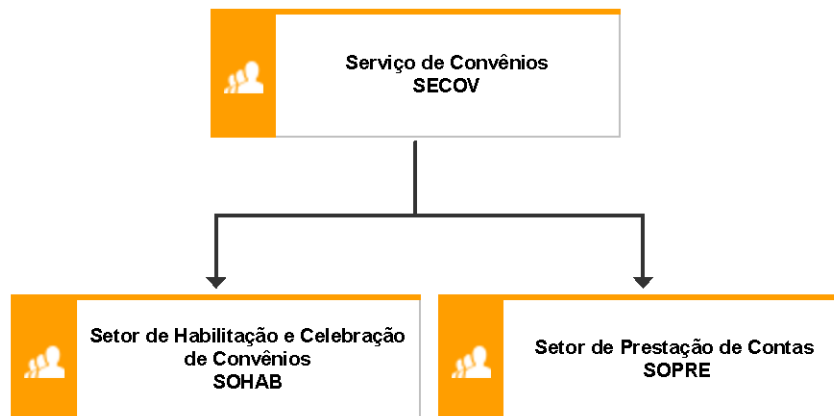 Serviço de Convênios
SECOV
Setor de Habilitação e Celebração
de Convênios
SOHAB
Setor de Prestação de Contas
SOPRE